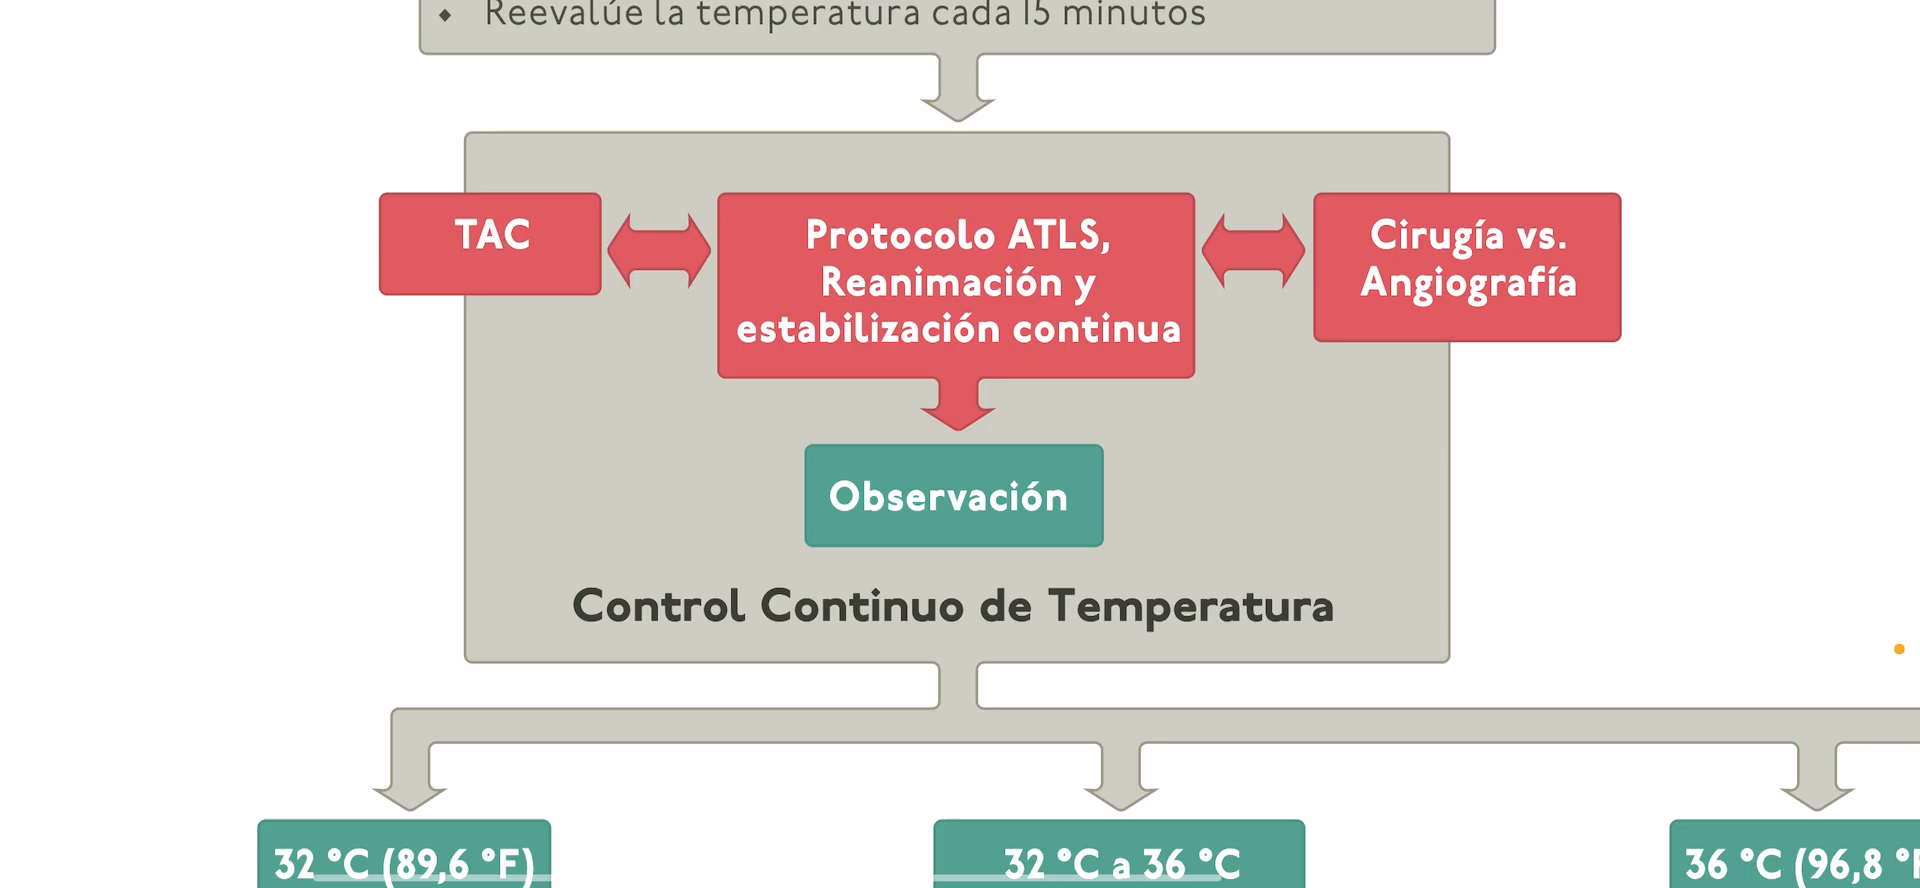 ⬥ Reevalúe la temperatura cada 15 minutos
TAC
Protocolo ATLS,
Reanimación y
estabilización continua
Cirugía vs.
Angiografía
Observación
Control Continuo de Temperatura
32 °C (89,6 °F)
32 °C a 36 °C
36 °C (96,8 °F